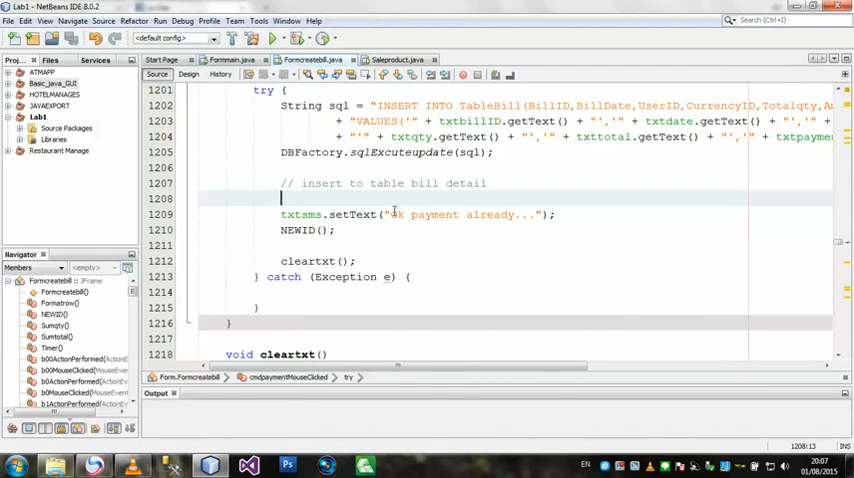 Lab1 - NetBeans IDE 8.0.2
File Edit View Navigate Source Refactor Run Debug Profile Team Tools Window Help
Search (Ctrl+I)
<default config>
Proj... Files Services
Start Page Formmain.java Formcreatebill.java Saleproduct.java
Source Design History
ATMAPP
Basic_java_GUI
HOTELMANAGES
JAVAEXPORT
Lab1
Source Packages
Libraries
Restaurant Manage
1201 try {
1202 String sql = "INSERT INTO TableBill(BillID,BillDate,UserID,CurrencyID,Totalqty,Am
1203 + "VALUES('" + txtbillID.getText() + "','" + txtdate.getText() + "','" +
1204 + "'" + txtqty.getText() + "','" + txttotal.getText() + "','" + txtpayment
1205 DBFactory.sqlExcuteupdate(sql);
1206
1207 // insert to table bill detail
1208
1209 txtsms.setText("Ok payment already...");
1210 NEWID();
1211
1212 cleartxt();
1213 } catch (Exception e) {
1214
1215 }
1216 }
1218 void cleartxt()
Navigator
Members <empty>
Formcreatebill :: JFrame
Formcreatebill()
Formatrow()
NEWID()
Sumqty()
Sumtotal()
Timer()
b00ActionPerformed(ActionEv
b00MouseClicked(MouseEven
b0ActionPerformed(ActionEve
b0MouseClicked(MouseEvent
b1ActionPerformed(ActionEve
Form.Formcreatebill cmdpaymentMouseClicked try
Output
1208:13
EN
20:07
01/08/2015